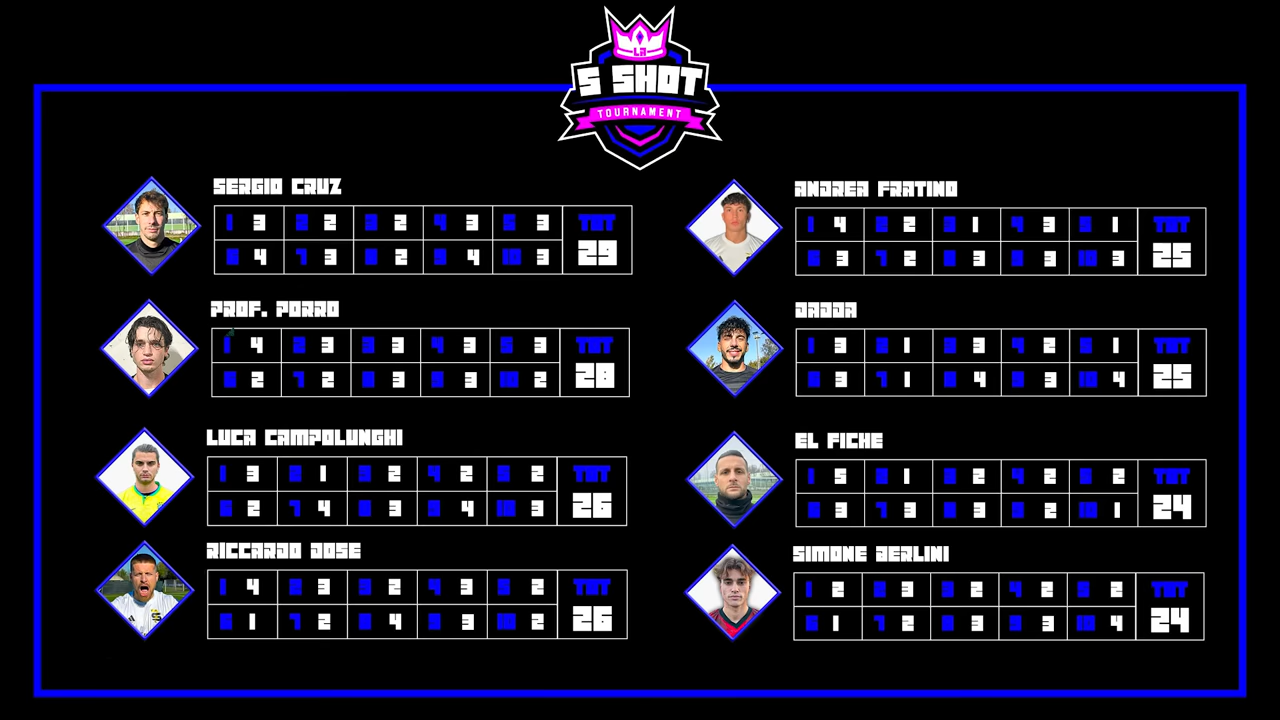 LA
5 SHOT
TOURNAMENT
SERGIO CRUZ
1 3 2 2 3 2 4 3 5 3 TOT
6 4 7 3 8 2 9 4 10 3 29
PROF. PORRO
1 4 2 3 3 3 4 3 5 3 TOT
6 2 7 2 8 3 9 3 10 2 28
LUCA CAMPOLUNGHI
1 3 2 1 3 2 4 2 5 2 TOT
6 2 7 4 8 3 9 4 10 3 26
RICCARDO DOSE
1 4 2 3 3 2 4 3 5 2 TOT
6 1 7 2 8 4 9 3 10 2 26
ANDREA FRATINO
1 4 2 2 3 1 4 3 5 1 TOT
6 3 7 2 8 3 9 3 10 3 25
DADDA
1 3 2 1 3 3 4 2 5 1 TOT
6 3 7 1 8 4 9 3 10 4 25
EL FICHE
1 5 2 1 3 2 4 2 5 2 TOT
6 3 7 3 8 3 9 2 10 1 24
SIMONE BERLINI
1 2 2 3 3 2 4 2 5 2 TOT
6 1 7 2 8 3 9 3 10 4 24